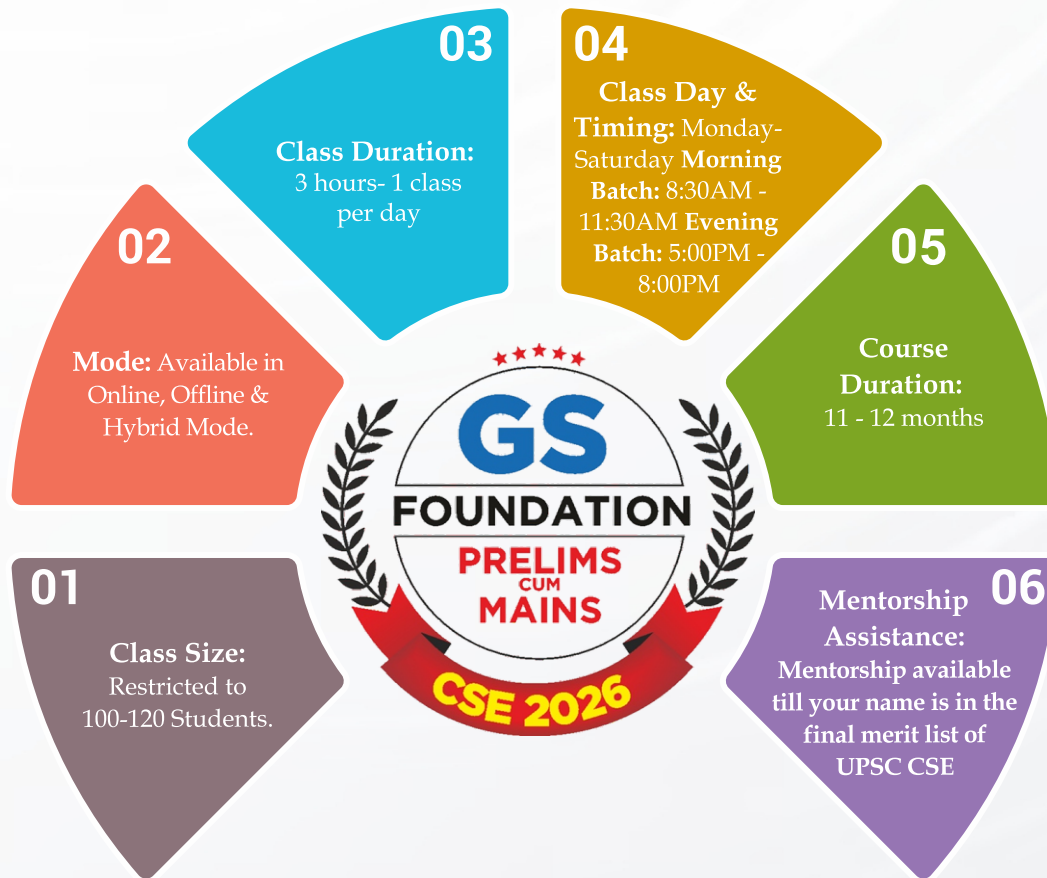 01
Class Size:
Restricted to
100-120 Students.
02
Mode: Available in
Online, Offline &
Hybrid Mode.
03
Class Duration:
3 hours- 1 class
per day
04
Class Day &
Timing: Monday-
Saturday Morning
Batch: 8:30AM -
11:30AM Evening
Batch: 5:00PM -
8:00PM
05
Course
Duration:
11 - 12 months
06
Mentorship
Assistance:
Mentorship available
till your name is in the
final merit list of
UPSC CSE
GS
FOUNDATION
PRELIMS
CUM
MAINS
CSE 2026